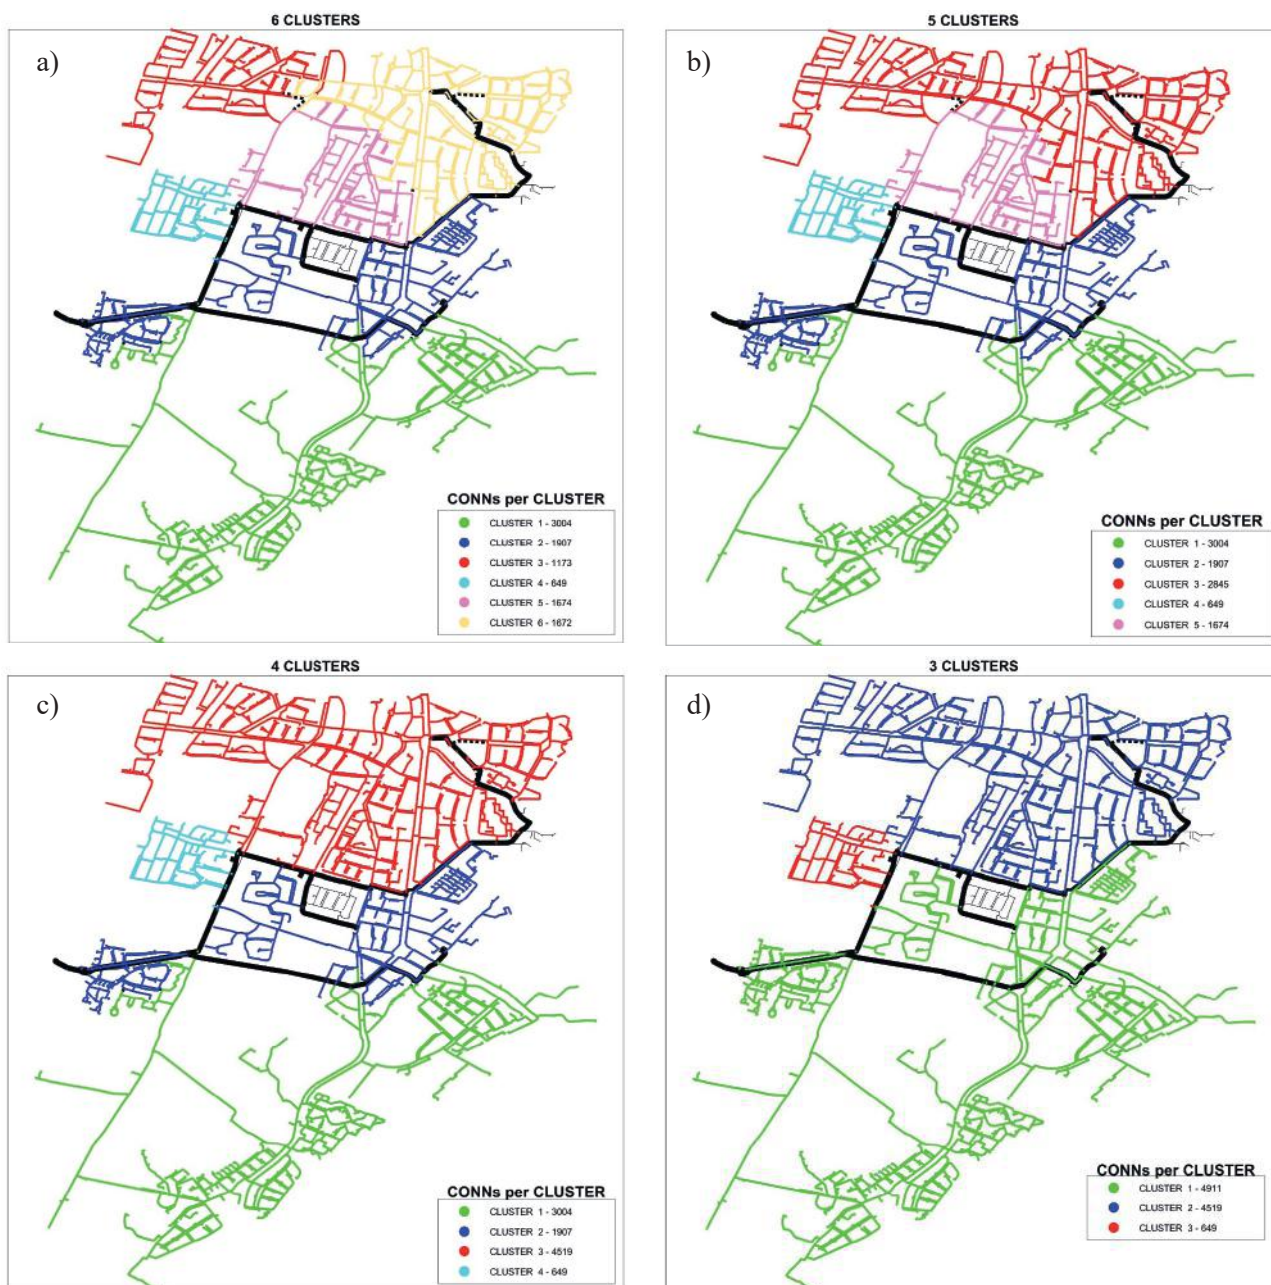 6 CLUSTERS
a)
CONNs per CLUSTER
CLUSTER 1 - 3004
CLUSTER 2 - 1907
CLUSTER 3 - 1173
CLUSTER 4 - 649
CLUSTER 5 - 1674
CLUSTER 6 - 1672
5 CLUSTERS
b)
CONNs per CLUSTER
CLUSTER 1 - 3004
CLUSTER 2 - 1907
CLUSTER 3 - 2845
CLUSTER 4 - 649
CLUSTER 5 - 1674
4 CLUSTERS
c)
CONNs per CLUSTER
CLUSTER 1 - 3004
CLUSTER 2 - 1907
CLUSTER 3 - 4519
CLUSTER 4 - 649
3 CLUSTERS
d)
CONNs per CLUSTER
CLUSTER 1 - 4911
CLUSTER 2 - 4519
CLUSTER 3 - 649